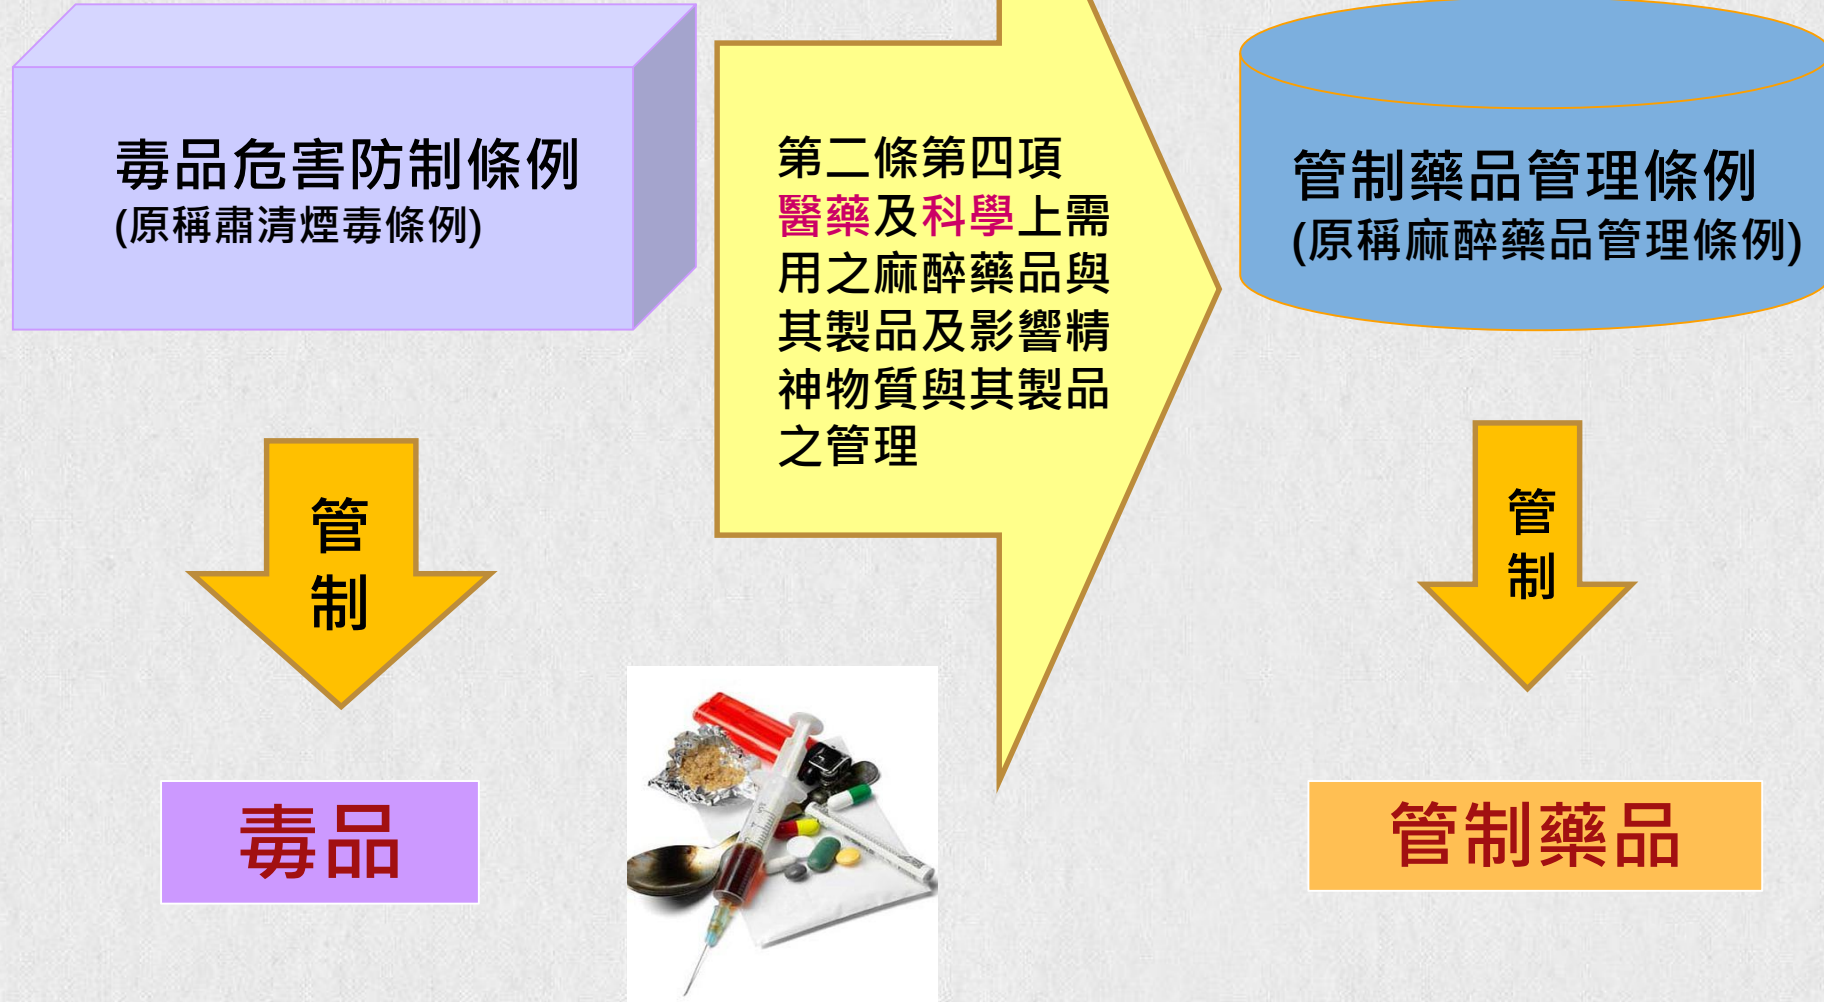 毒品危害防制條例
(原稱肅清煙毒條例)
第二條第四項
醫藥及科學上需
用之麻醉藥品與
其製品及影響精
神物質與其製品
之管理
管制藥品管理條例
(原稱麻醉藥品管理條例)
管
制
管
制
毒品
管制藥品